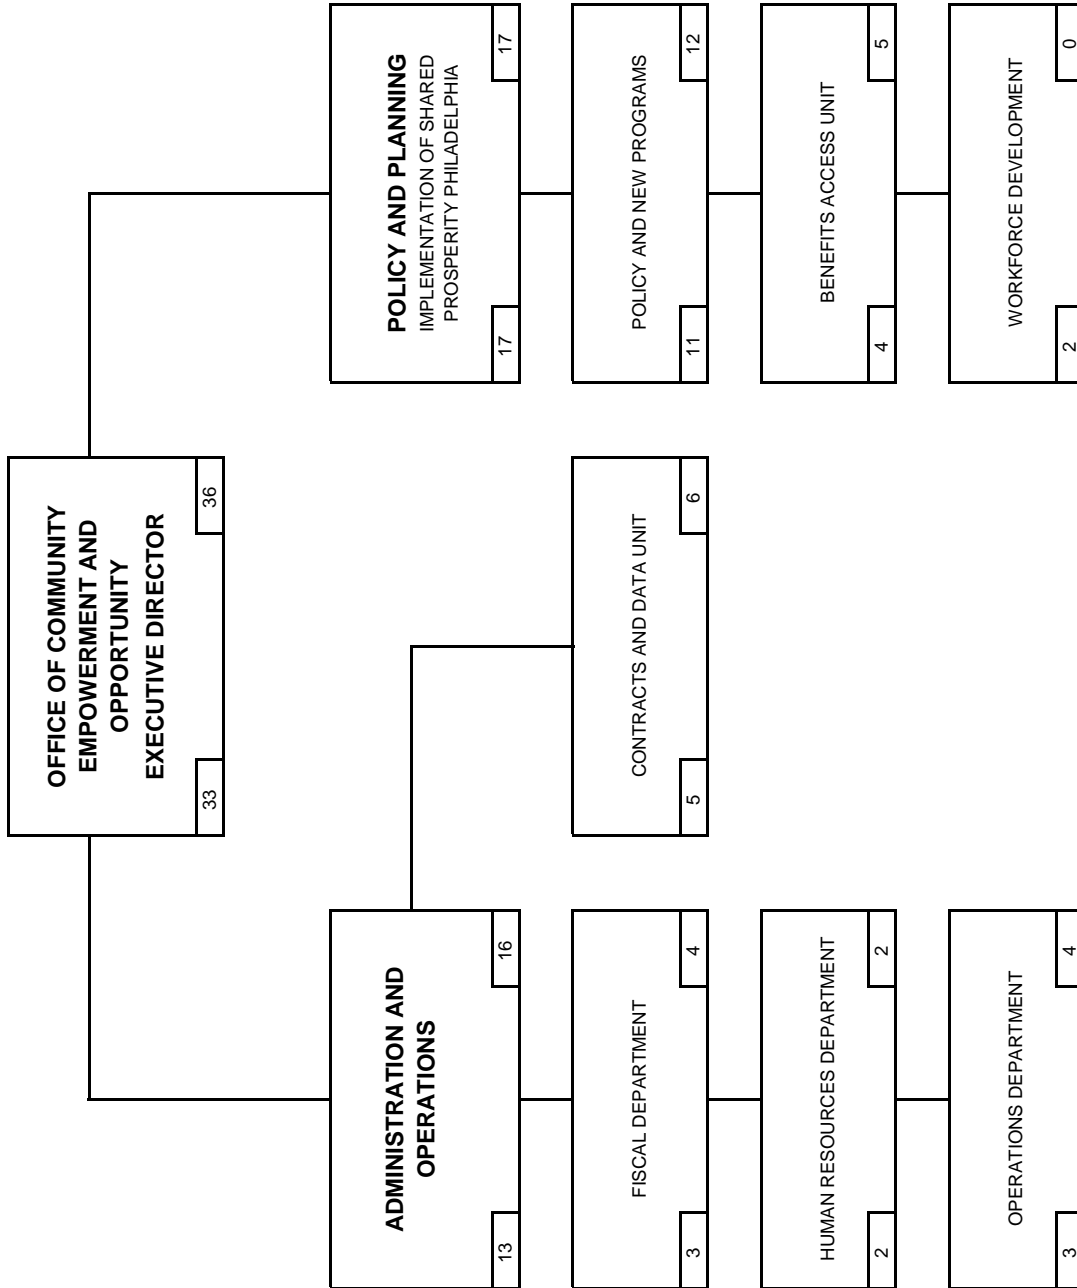 OFFICE OF COMMUNITY
EMPOWERMENT AND
OPPORTUNITY
EXECUTIVE DIRECTOR
33
36
ADMINISTRATION AND
OPERATIONS
13
16
POLICY AND PLANNING
IMPLEMENTATION OF SHARED
PROSPERITY PHILADELPHIA
17
17
FISCAL DEPARTMENT
3
4
CONTRACTS AND DATA UNIT
5
6
POLICY AND NEW PROGRAMS
11
12
HUMAN RESOURCES DEPARTMENT
2
2
BENEFITS ACCESS UNIT
4
5
OPERATIONS DEPARTMENT
3
4
WORKFORCE DEVELOPMENT
2
0